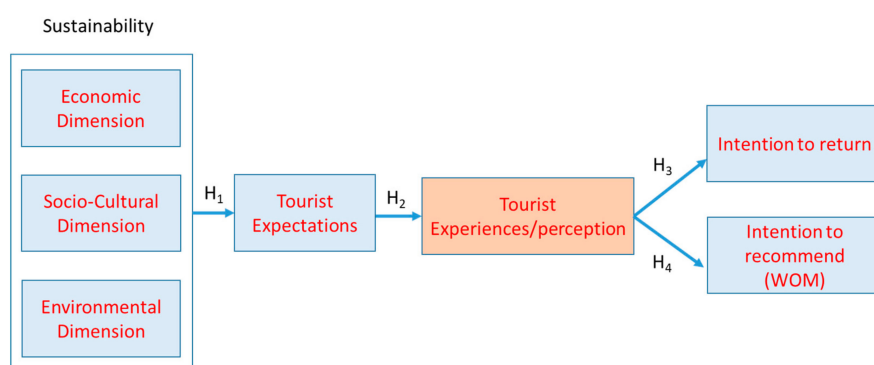 Sustainability
Economic
Dimension
Socio-Cultural
Dimension
Environmental
Dimension
H1
Tourist
Expectations
H2
Tourist
Experiences/perception
H3
H4
Intention to return
Intention to
recommend
(WOM)